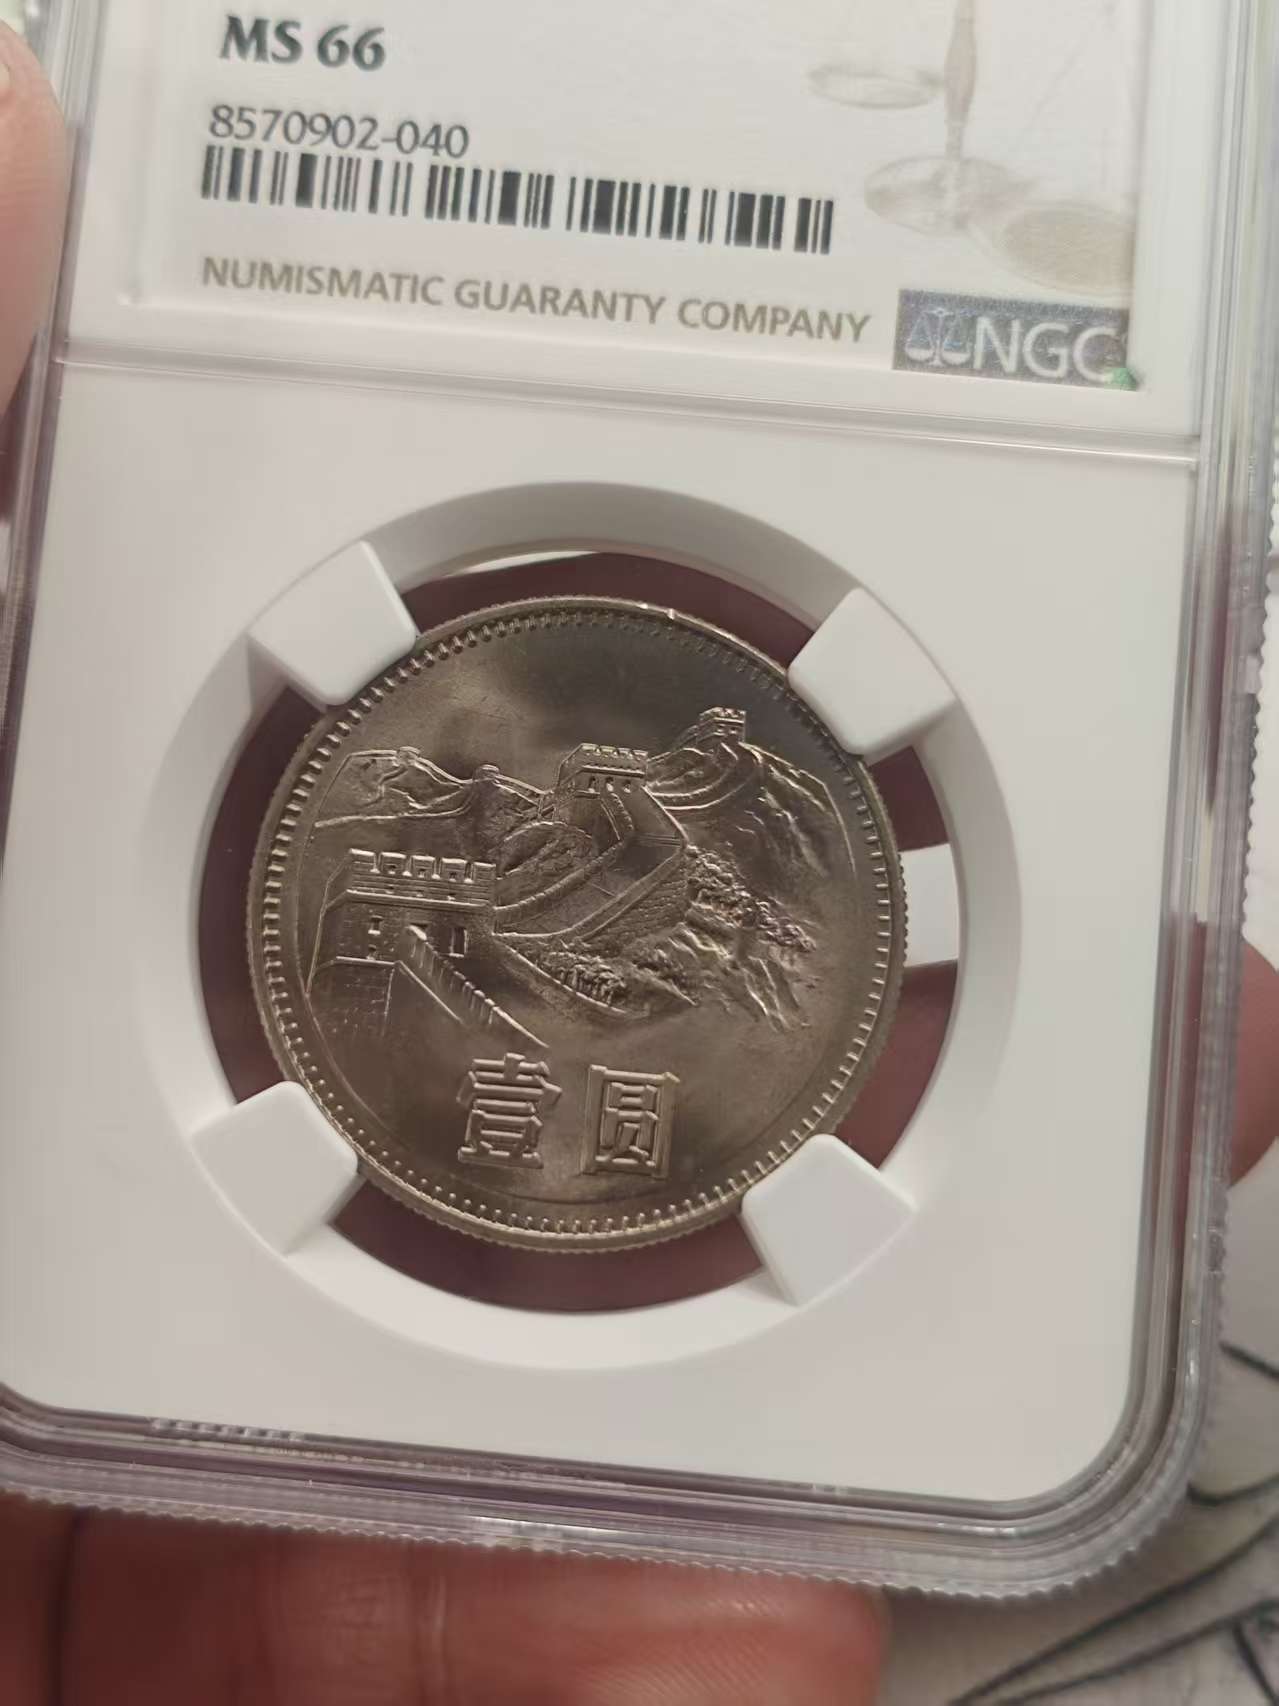 MS 66
8570902-040
NUMISMATIC GUARANTY COMPANY
NGC
壹圆